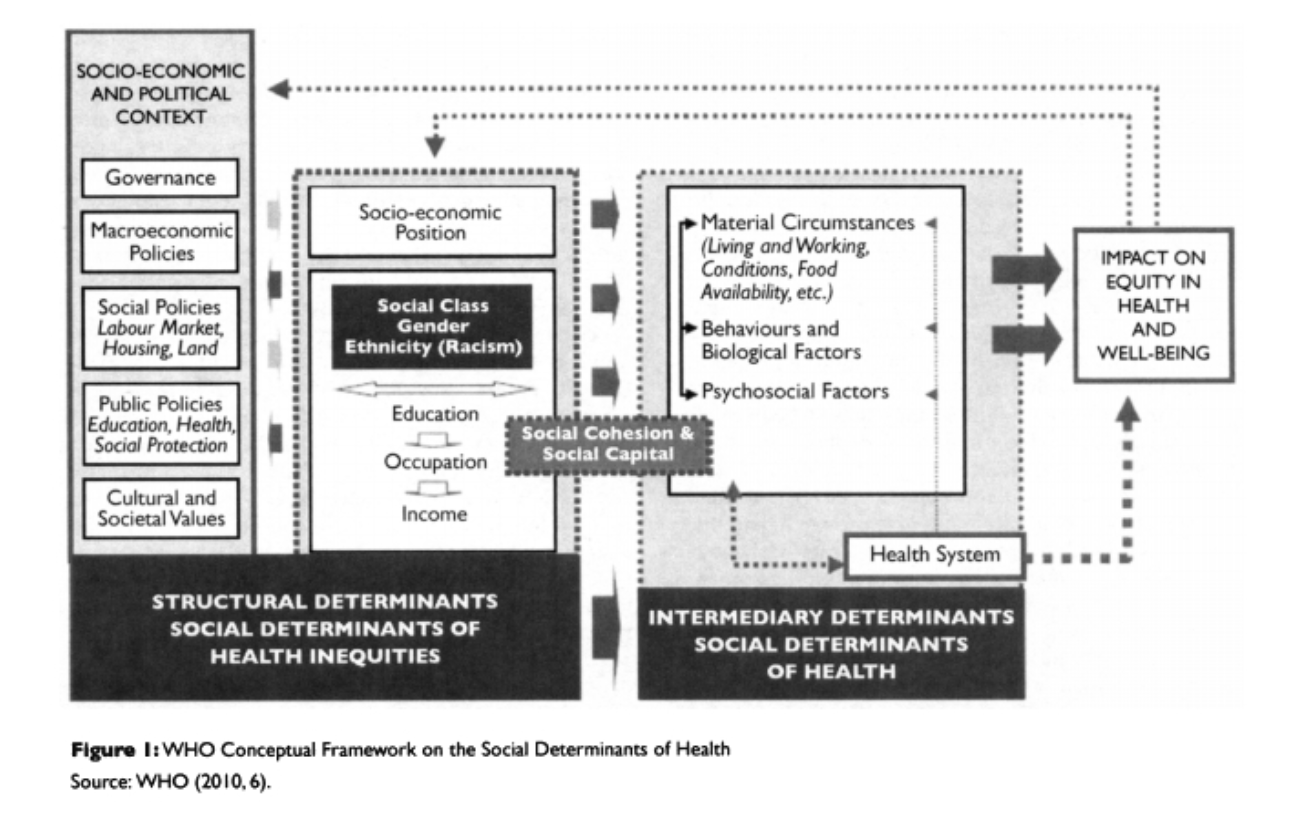 SOCIO-ECONOMIC
AND POLITICAL
CONTEXT
Governance
Macroeconomic
Policies
Social Policies
Labour Market,
Housing, Land
Public Policies
Education, Health,
Social Protection
Cultural and
Societal Values
Socio-economic
Position
Social Class
Gender
Ethnicity (Racism)
Education
Occupation
Income
Social Cohesion &
Social Capital
Material Circumstances
(Living and Working,
Conditions, Food
Availability, etc.)
Behaviours and
Biological Factors
Psychosocial Factors
Health System
IMPACT ON
EQUITY IN
HEALTH
AND
WELL-BEING
STRUCTURAL DETERMINANTS
SOCIAL DETERMINANTS OF
HEALTH INEQUITIES
INTERMEDIARY DETERMINANTS
SOCIAL DETERMINANTS
OF HEALTH
Figure 1: WHO Conceptual Framework on the Social Determinants of Health
Source: WHO (2010, 6).